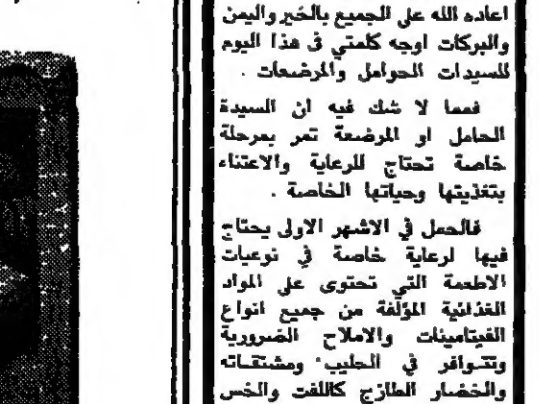 اعاده الله على الجميع بالخير واليمن
والبركات اوجه كلمتي في هذا اليوم
للسيدات الحوامل والمرضعات .
فمما لا شك فيه ان السيدة
الحامل او المرضعة تمر بمرحلة
خاصة تحتاج للرعاية والاعتناء
بتغذيتها وحياتها الخاصة .
فالحمل في الاشهر الاولى يحتاج
فيها لرعاية خاصة في نوعيات
الاطعمة التي تحتوى على المواد
الغذائية المؤلفة من جميع انواع
الفيتامينات والاملاح الضرورية
وتتوافر في الحليب ومشتقاته
والخضار الطازج كاللفت والخس